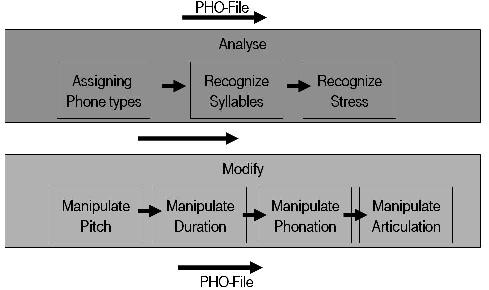 PHO-File
Analyse
Assigning
Phone types
Recognize
Syllables
Recognize
Stress
Modify
Manipulate
Pitch
Manipulate
Duration
Manipulate
Phonation
Manipulate
Articulation
PHO-File